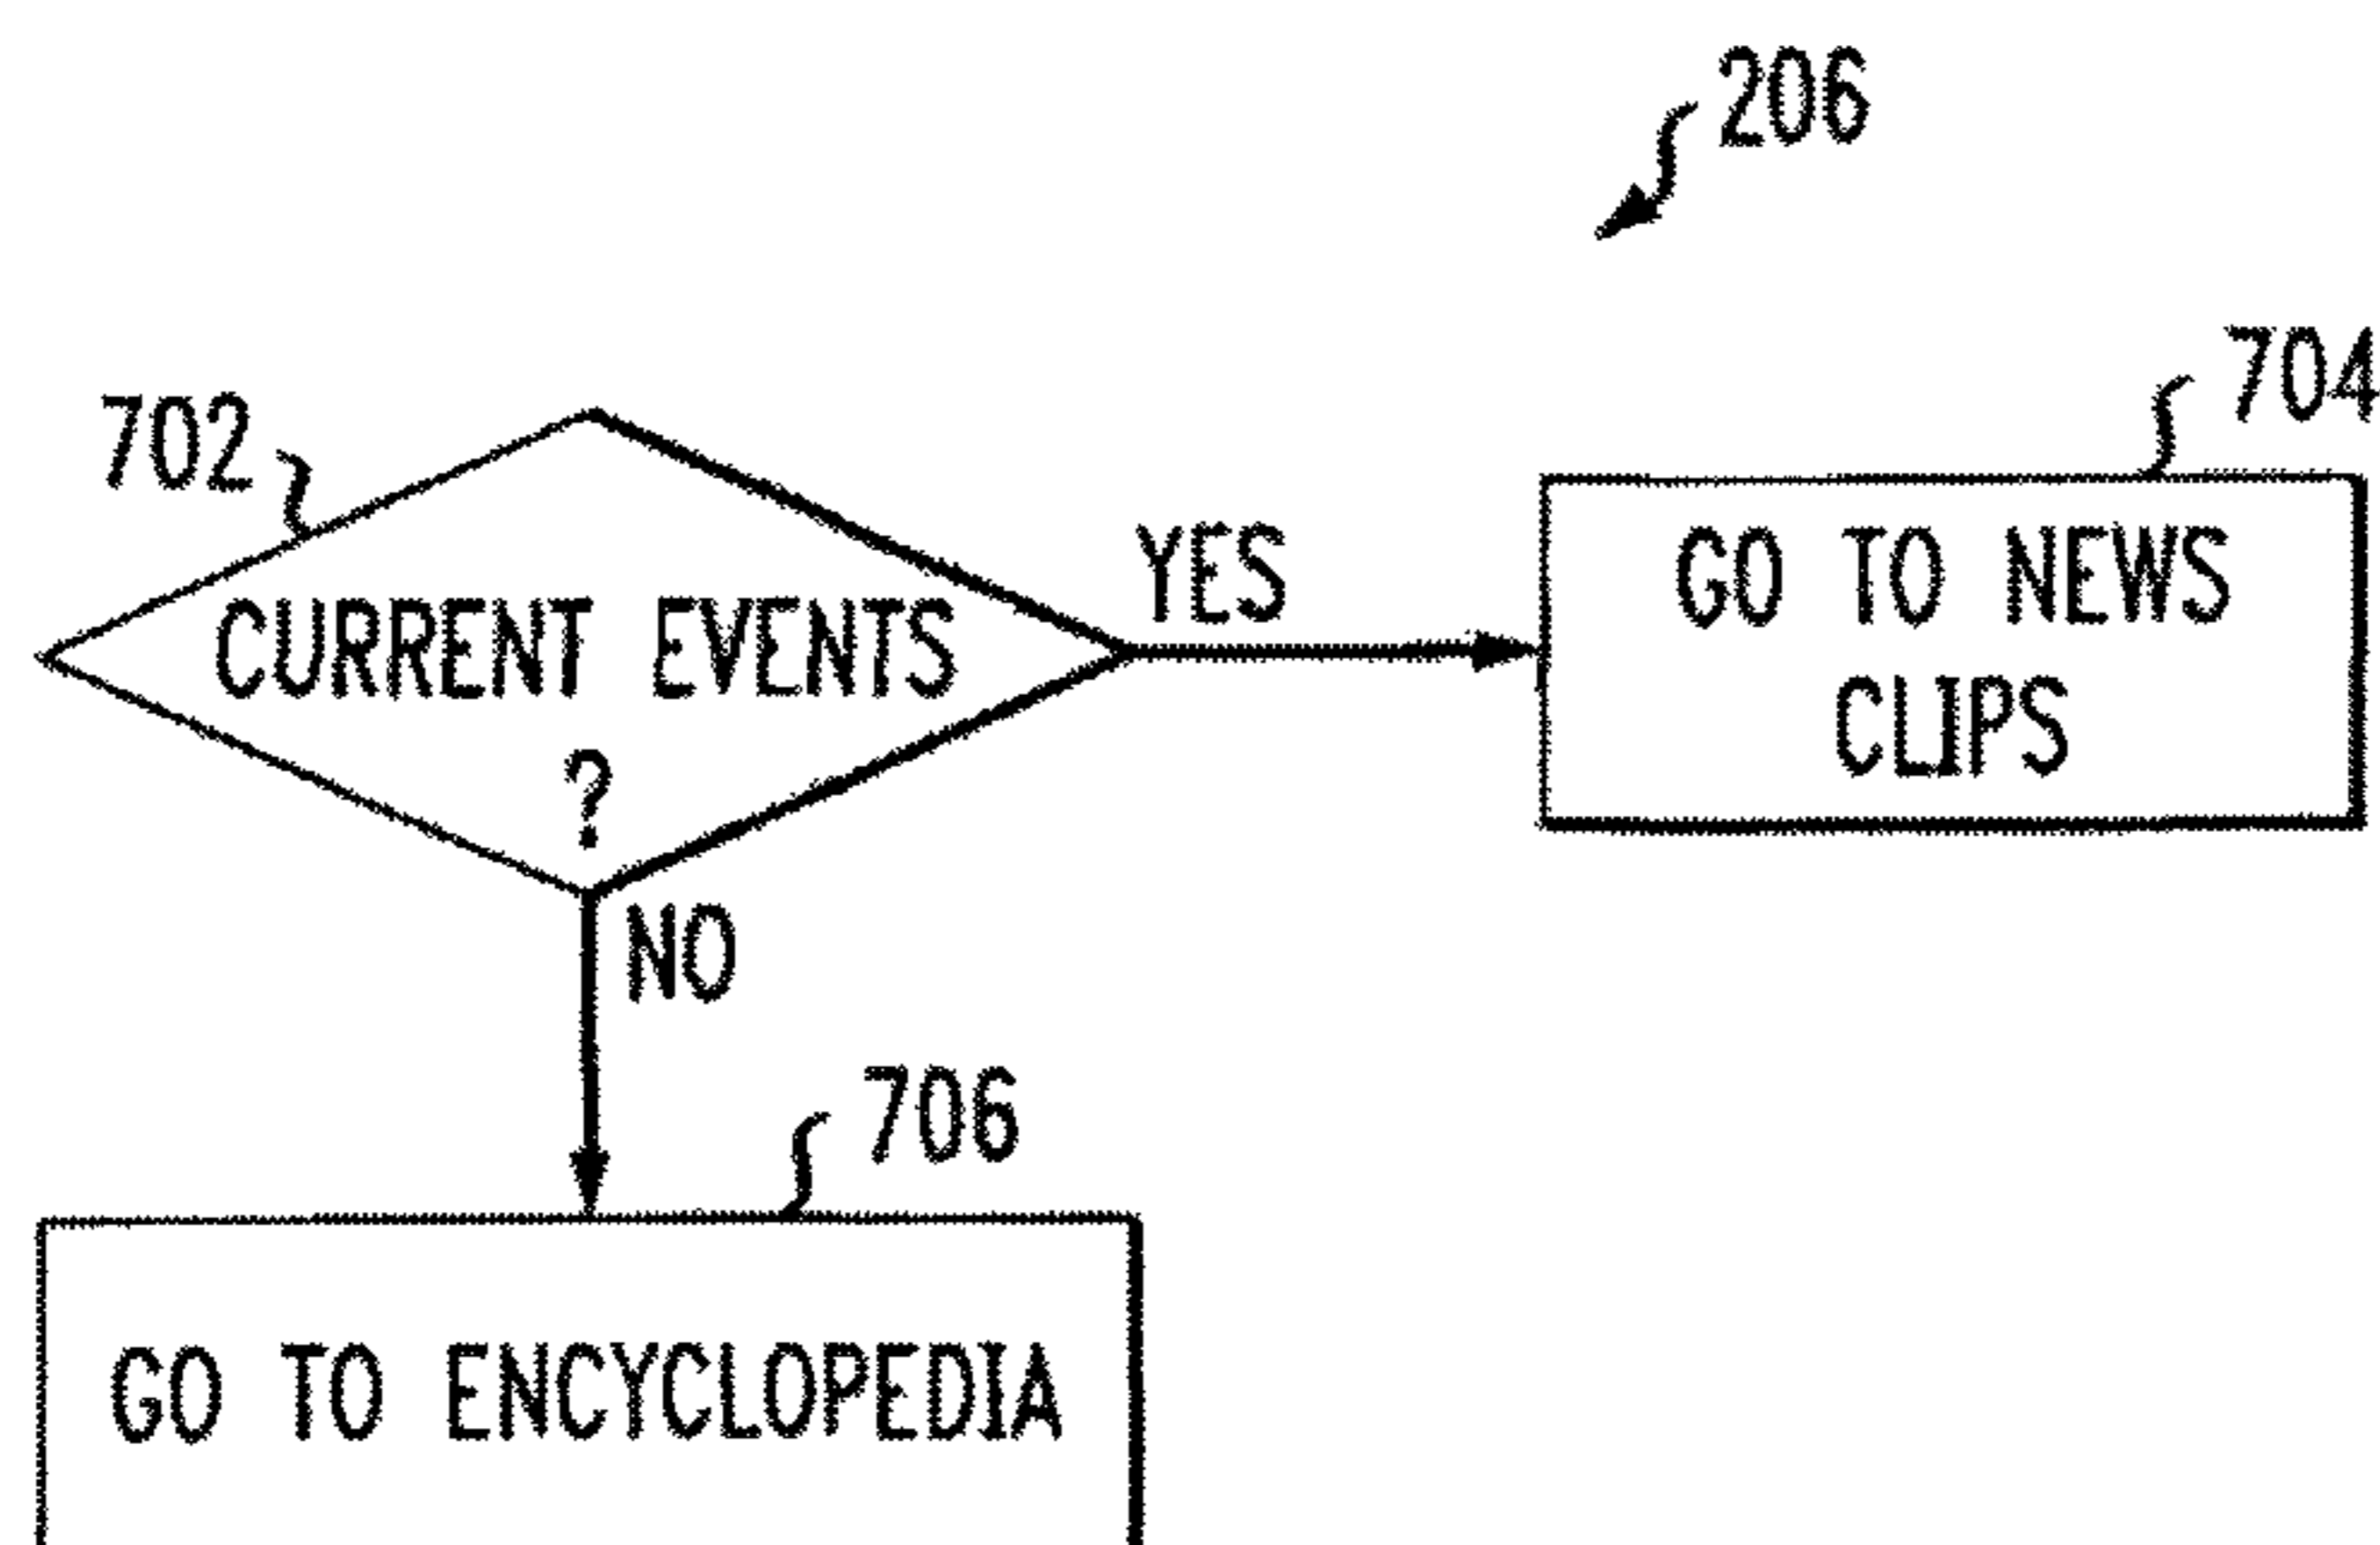 206
702
704
CURRENT EVENTS
?
YES
GO TO NEWS
CLIPS
NO
706
GO TO ENCYCLOPEDIA